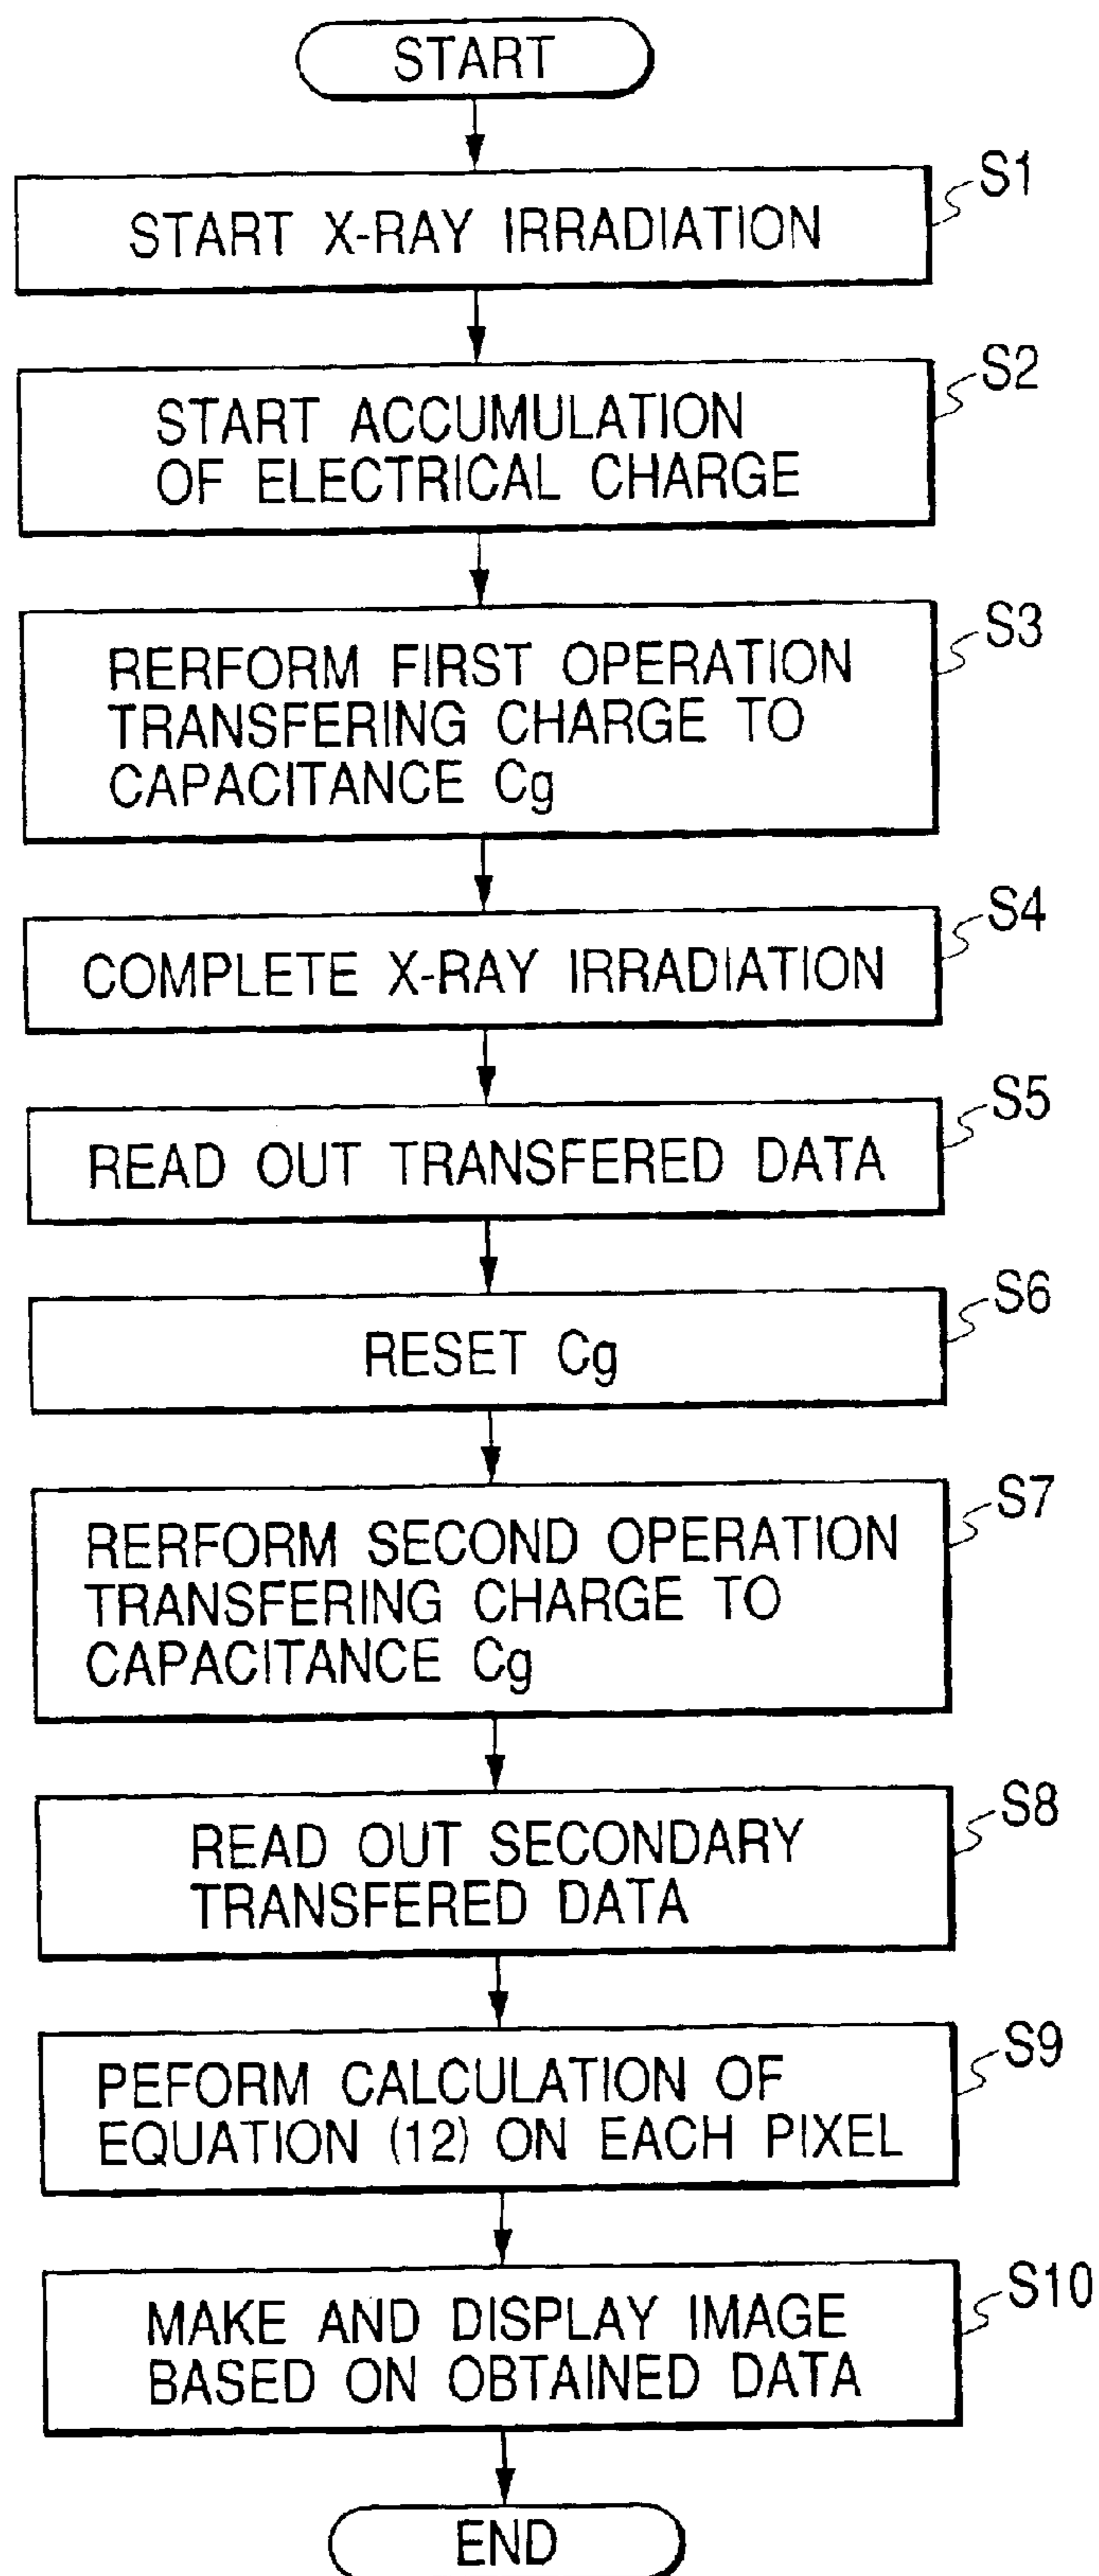 START
S1
START X-RAY IRRADIATION
S2
START ACCUMULATION
OF ELECTRICAL CHARGE
S3
RERFORM FIRST OPERATION
TRANSFERING CHARGE TO
CAPACITANCE Cg
S4
COMPLETE X-RAY IRRADIATION
S5
READ OUT TRANSFERED DATA
S6
RESET Cg
S7
RERFORM SECOND OPERATION
TRANSFERING CHARGE TO
CAPACITANCE Cg
S8
READ OUT SECONDARY
TRANSFERED DATA
S9
PEFORM CALCULATION OF
EQUATION (12) ON EACH PIXEL
S10
MAKE AND DISPLAY IMAGE
BASED ON OBTAINED DATA
END